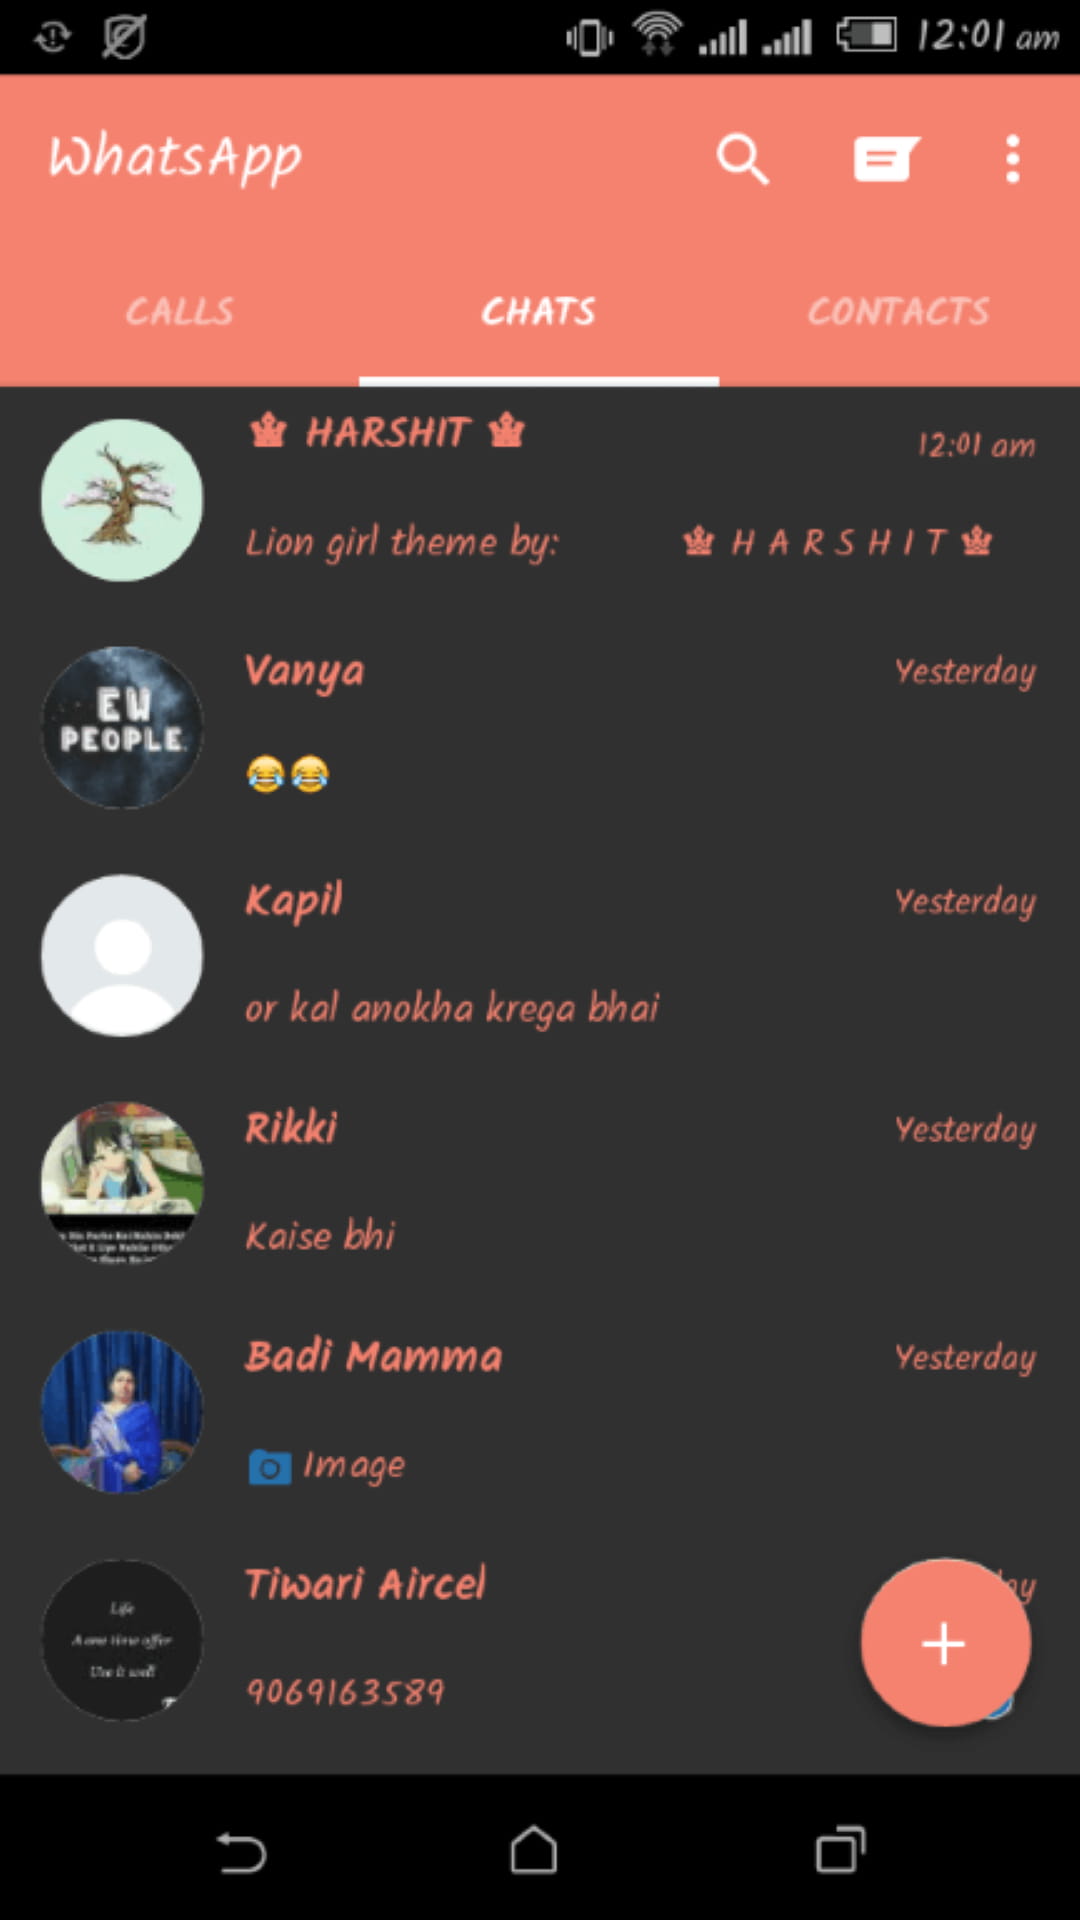 12:01 am
WhatsApp
CALLS CHATS CONTACTS
HARSHIT
12:01 am
Lion girl theme by: H A R S H I T
EW
PEOPLE.
Vanya
Yesterday
😂😂
Kapil
Yesterday
or kal anokha krega bhai
Rikki
Yesterday
Kaise bhi
Badi Mamma
Yesterday
Image
Life
A one time offer
Use it well
Tiwari Aircel
9069163589